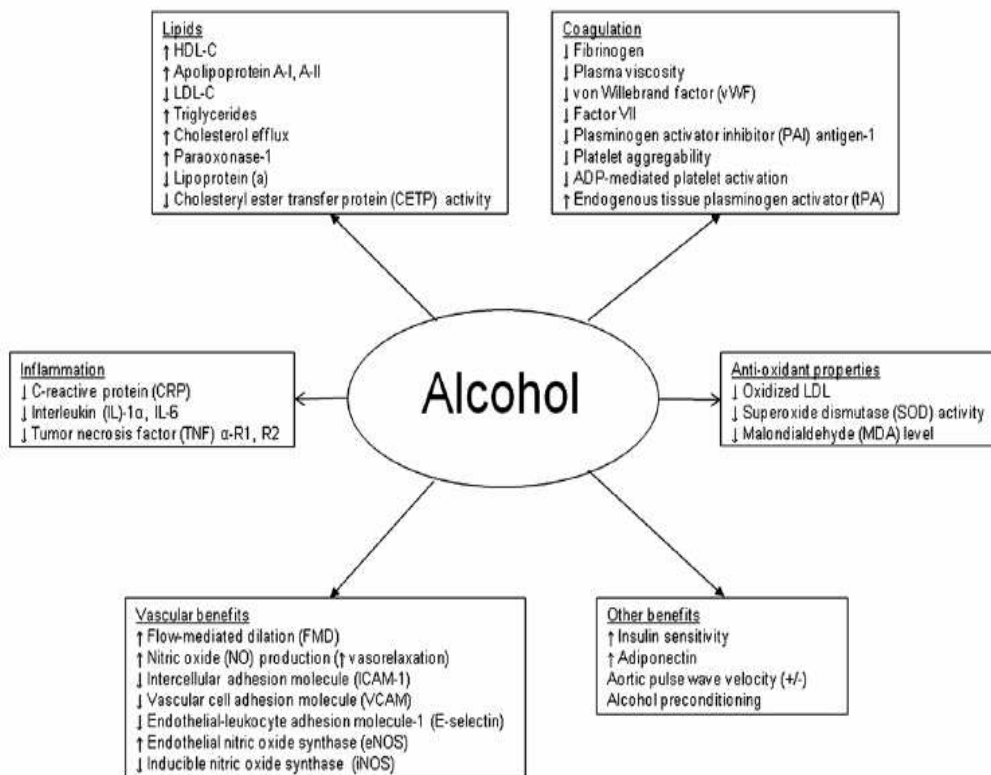 Lipids
↑ HDL-C
↑ Apolipoprotein A-I, A-II
↓ LDL-C
↑ Triglycerides
↑ Cholesterol efflux
↑ Paraoxonase-1
↓ Lipoprotein (a)
↓ Cholesteryl ester transfer protein (CETP) activity
Coagulation
↓ Fibrinogen
↓ Plasma viscosity
↓ von Willebrand factor (vWF)
↓ Factor VII
↓ Plasminogen activator inhibitor (PAI) antigen-1
↓ Platelet aggregability
↓ ADP-mediated platelet activation
↑ Endogenous tissue plasminogen activator (tPA)
Inflammation
↓ C-reactive protein (CRP)
↓ Interleukin (IL)-1α, IL-6
↓ Tumor necrosis factor (TNF) α-R1, R2
Alcohol
Anti-oxidant properties
↓ Oxidized LDL
↓ Superoxide dismutase (SOD) activity
↓ Malondialdehyde (MDA) level
Vascular benefits
↑ Flow-mediated dilation (FMD)
↑ Nitric oxide (NO) production (↑ vasorelaxation)
↓ Intercellular adhesion molecule (ICAM-1)
↓ Vascular cell adhesion molecule (VCAM)
↓ Endothelial-leukocyte adhesion molecule-1 (E-selectin)
↑ Endothelial nitric oxide synthase (eNOS)
↓ Inducible nitric oxide synthase (iNOS)
Other benefits
↑ Insulin sensitivity
↑ Adiponectin
Aortic pulse wave velocity (+/-)
Alcohol preconditioning